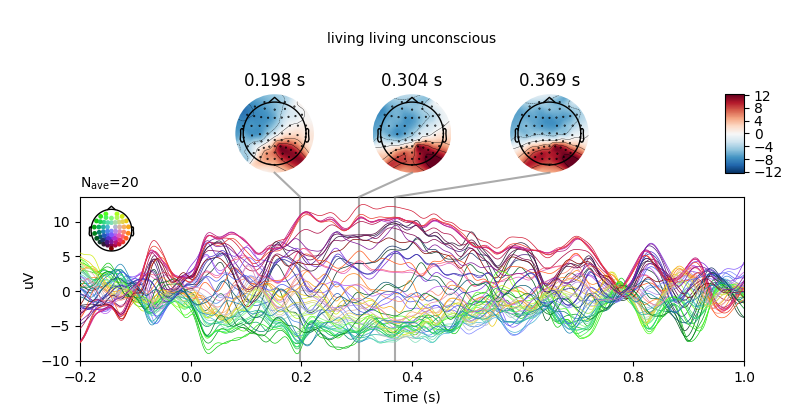 living living unconscious
0.198 s 0.304 s 0.369 s
12
8
4
0
−4
−8
−12
Nave=20
10
5
0
−5
−10
uV
−0.2 0.0 0.2 0.4 0.6 0.8 1.0
Time (s)